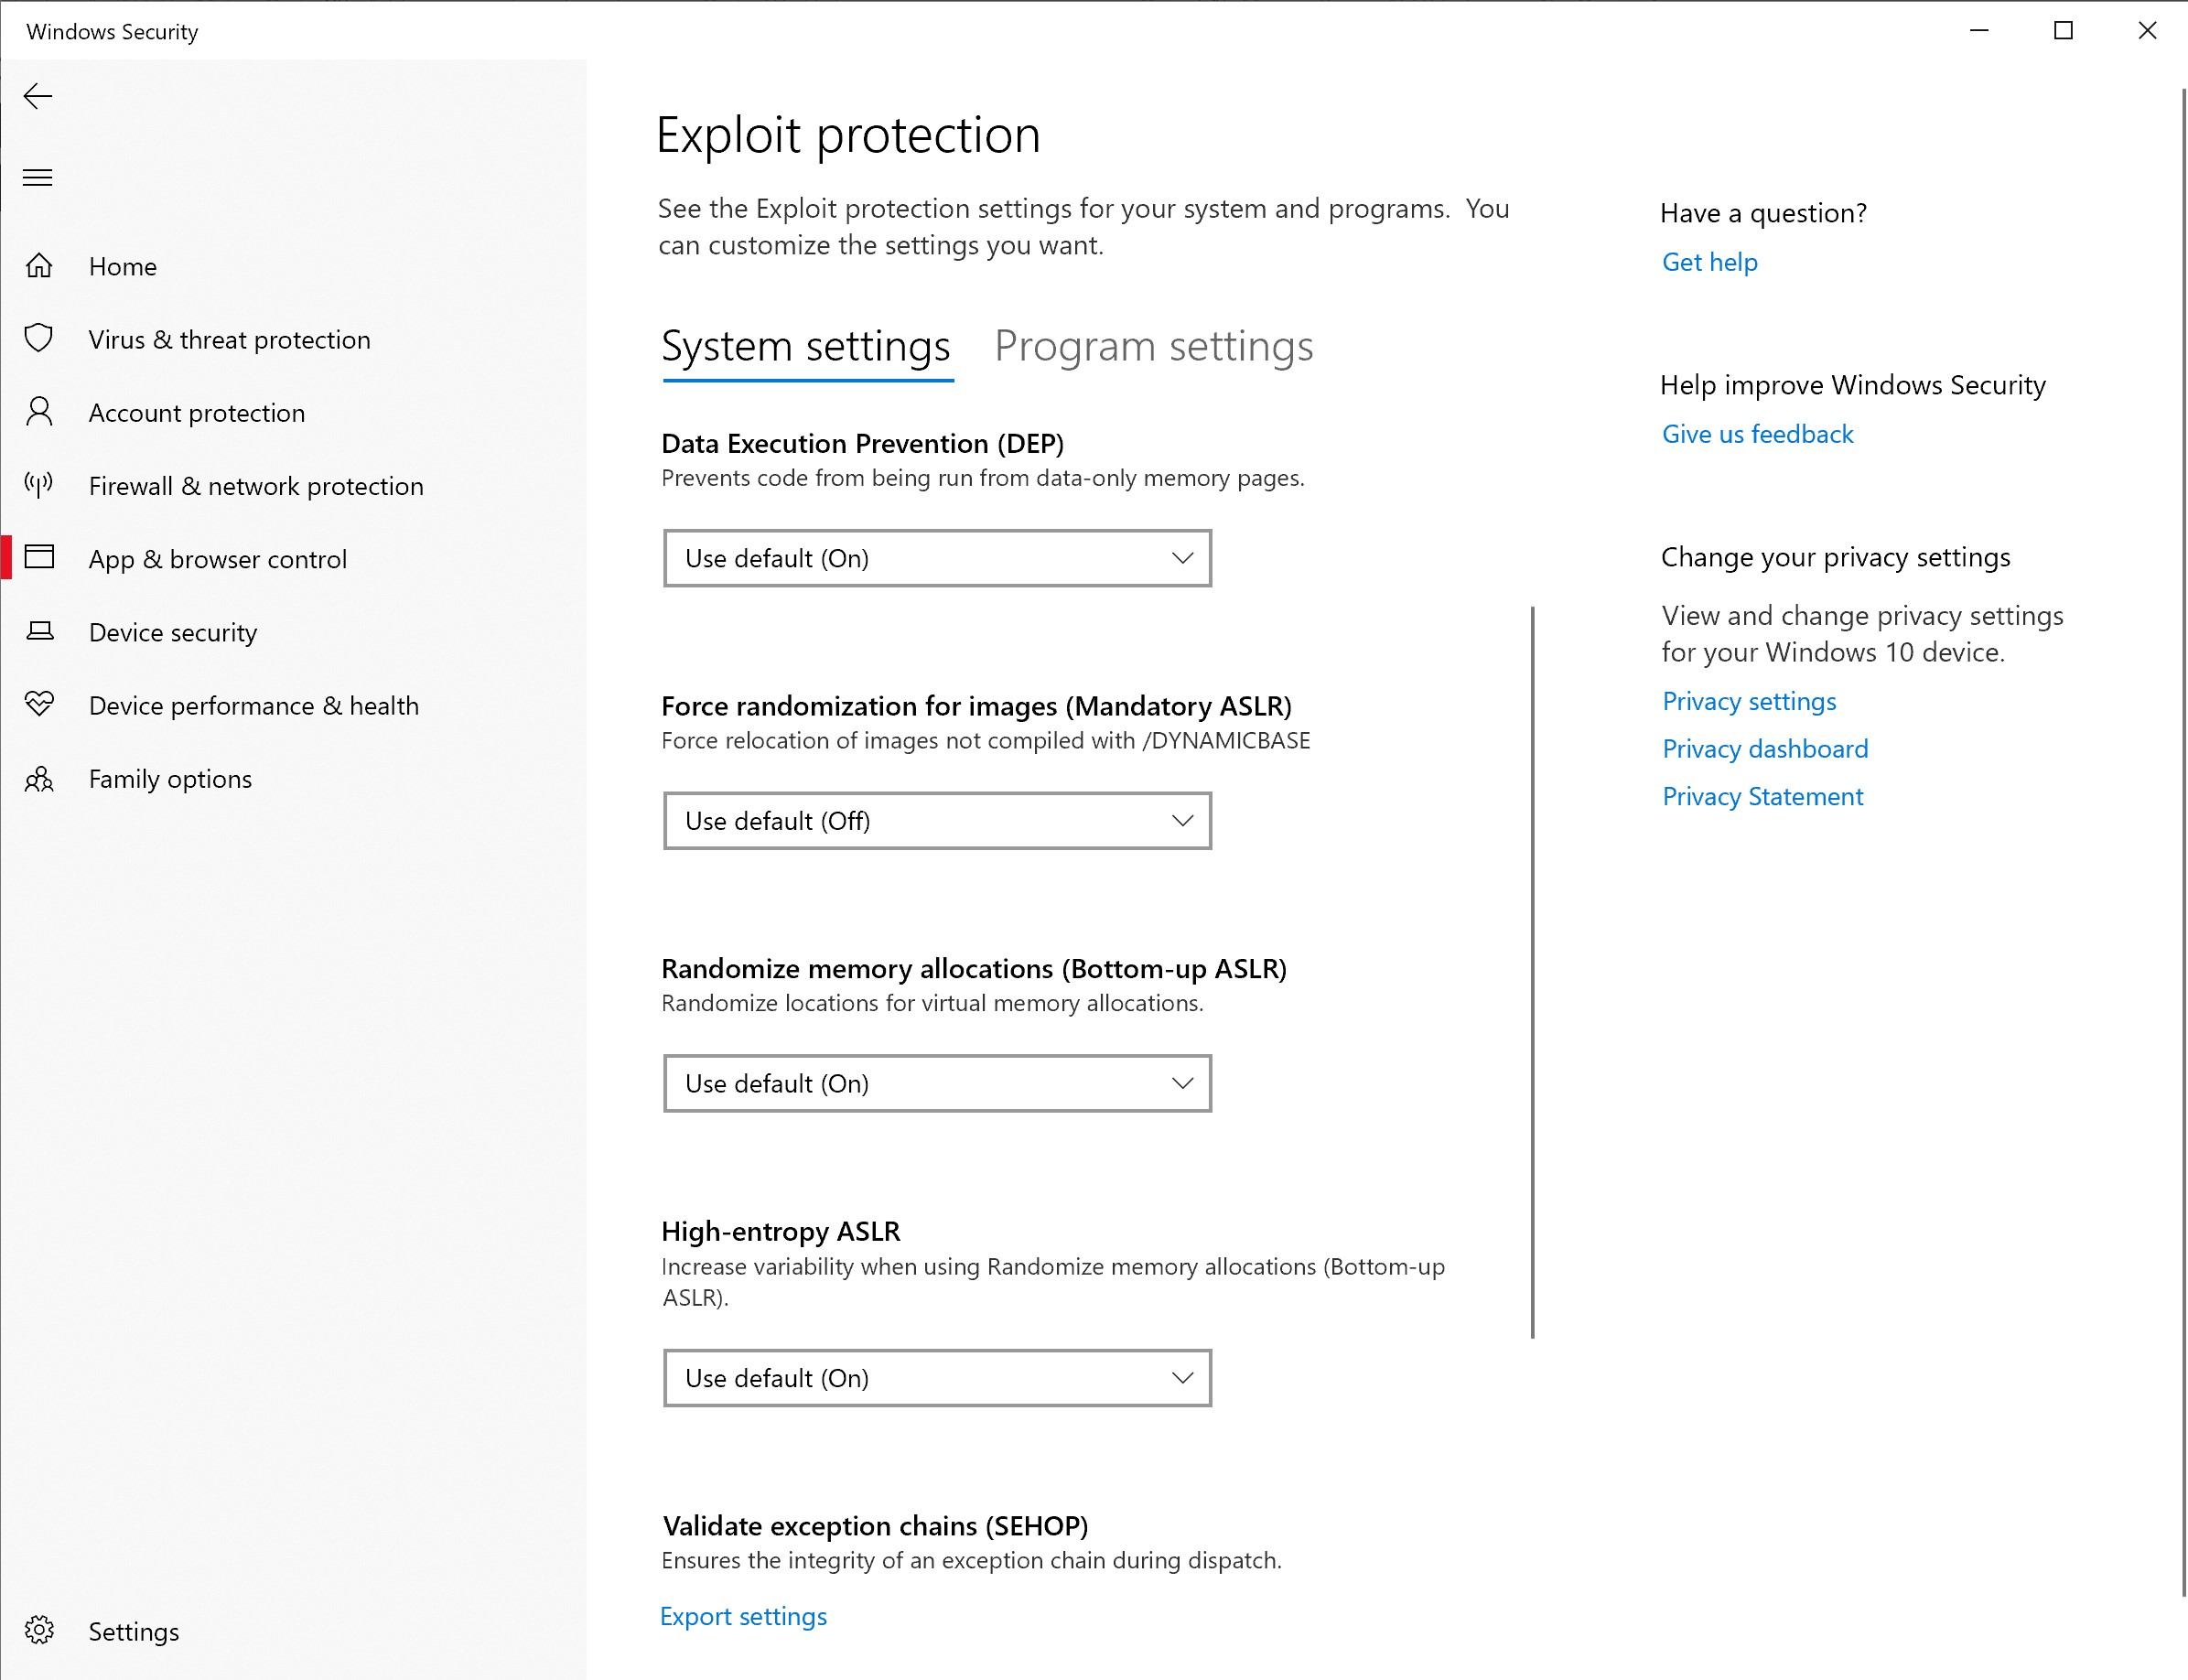 Windows Security
Home
Virus & threat protection
Account protection
Firewall & network protection
App & browser control
Device security
Device performance & health
Family options
Settings
Exploit protection
See the Exploit protection settings for your system and programs.  You
can customize the settings you want.
System settings
Program settings
Data Execution Prevention (DEP)
Prevents code from being run from data-only memory pages.
Use default (On)
Force randomization for images (Mandatory ASLR)
Force relocation of images not compiled with /DYNAMICBASE
Use default (Off)
Randomize memory allocations (Bottom-up ASLR)
Randomize locations for virtual memory allocations.
Use default (On)
High-entropy ASLR
Increase variability when using Randomize memory allocations (Bottom-up
ASLR).
Use default (On)
Validate exception chains (SEHOP)
Ensures the integrity of an exception chain during dispatch.
Export settings
Have a question?
Get help
Help improve Windows Security
Give us feedback
Change your privacy settings
View and change privacy settings
for your Windows 10 device.
Privacy settings
Privacy dashboard
Privacy Statement